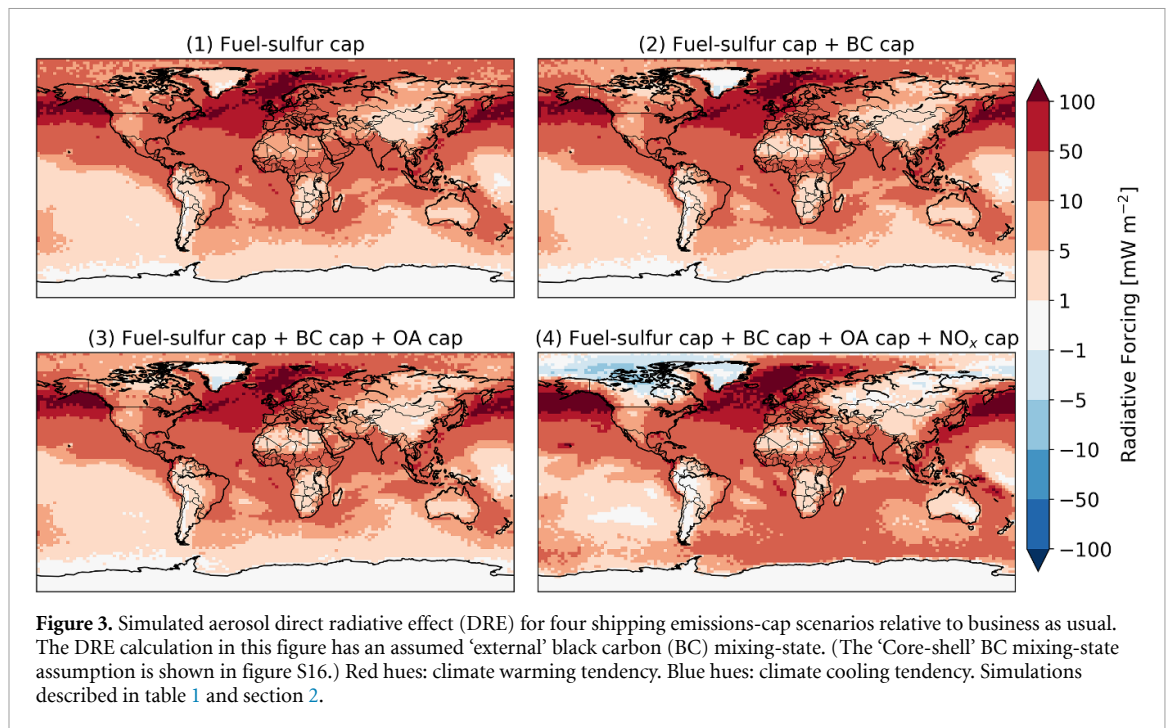 (1) Fuel-sulfur cap
(2) Fuel-sulfur cap + BC cap
(3) Fuel-sulfur cap + BC cap + OA cap
(4) Fuel-sulfur cap + BC cap + OA cap + NOₓ cap
100
50
10
5
1
−1
−5
−10
−50
−100
Radiative Forcing [mW m⁻²]
Figure 3. Simulated aerosol direct radiative effect (DRE) for four shipping emissions-cap scenarios relative to business as usual.
The DRE calculation in this figure has an assumed ‘external’ black carbon (BC) mixing-state. (The ‘Core-shell’ BC mixing-state
assumption is shown in figure S16.) Red hues: climate warming tendency. Blue hues: climate cooling tendency. Simulations
described in table 1 and section 2.